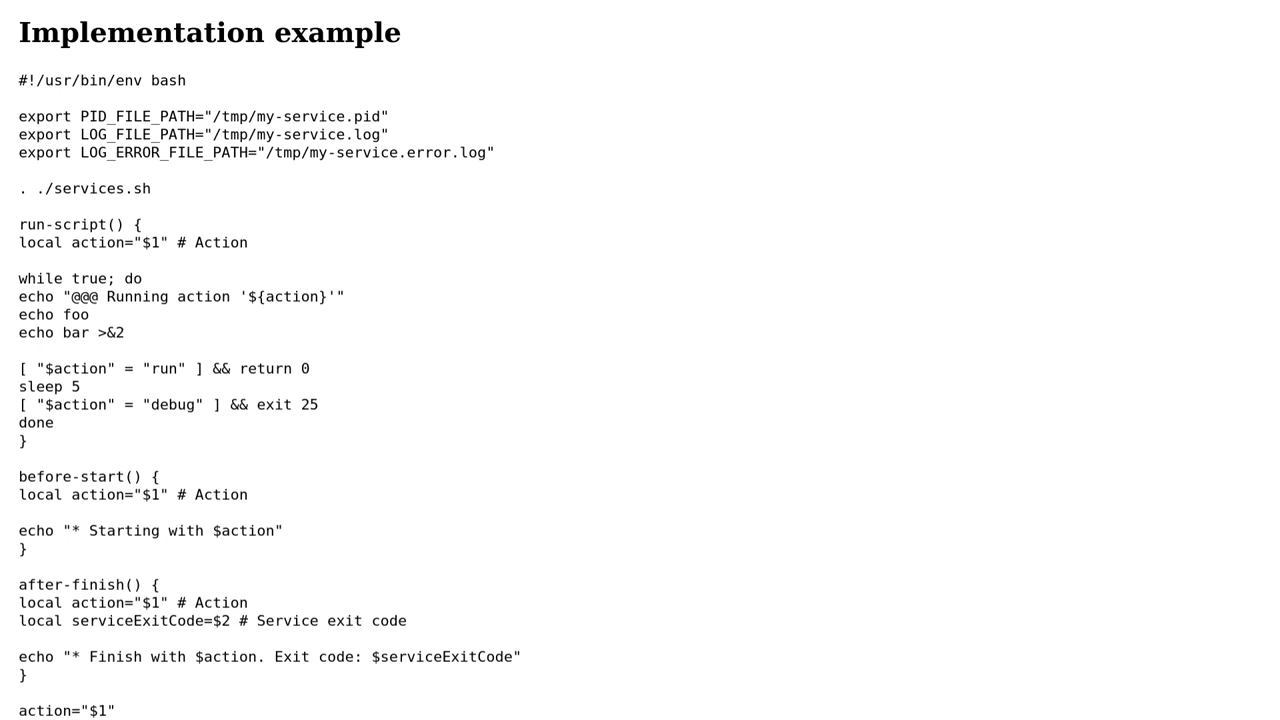 Implementation example
#!/usr/bin/env bash
export PID_FILE_PATH="/tmp/my-service.pid"
export LOG_FILE_PATH="/tmp/my-service.log"
export LOG_ERROR_FILE_PATH="/tmp/my-service.error.log"
. ./services.sh
run-script() {
local action="$1" # Action
while true; do
echo "@@@ Running action '${action}'"
echo foo
echo bar >&2
[ "$action" = "run" ] && return 0
sleep 5
[ "$action" = "debug" ] && exit 25
done
}
before-start() {
local action="$1" # Action
echo "* Starting with $action"
}
after-finish() {
local action="$1" # Action
local serviceExitCode=$2 # Service exit code
echo "* Finish with $action. Exit code: $serviceExitCode"
}
action="$1"